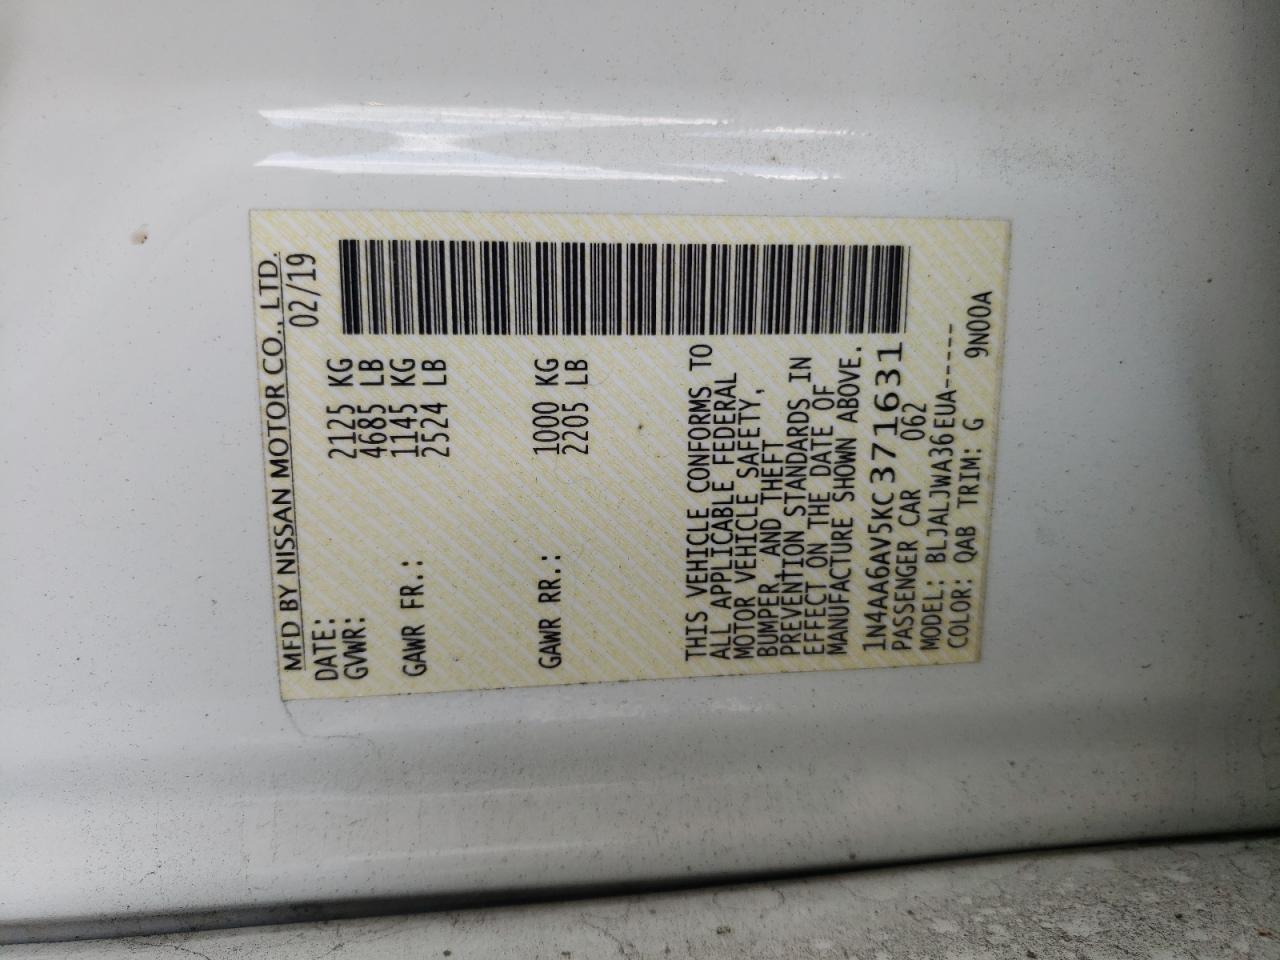 MFD BY NISSAN MOTOR CO., LTD.
DATE: 02/19
GVWR: 2125 KG
4685 LB
GAWR FR.: 1145 KG
2524 LB
GAWR RR.: 1000 KG
2205 LB
THIS VEHICLE CONFORMS TO
ALL APPLICABLE FEDERAL
MOTOR VEHICLE SAFETY,
BUMPER, AND THEFT
PREVENTION STANDARDS IN
EFFECT ON THE DATE OF
MANUFACTURE SHOWN ABOVE.
1N4AA6AV5KC371631
PASSENGER CAR 062
MODEL: BLJALJWA36EUA-----
COLOR: QAB TRIM: G 9N00A